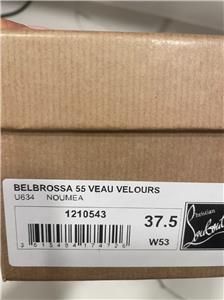 BELBROSSA 55 VEAU VELOURS
U634 NOUMEA
1210543
37.5
W53
Christian
Louboutin